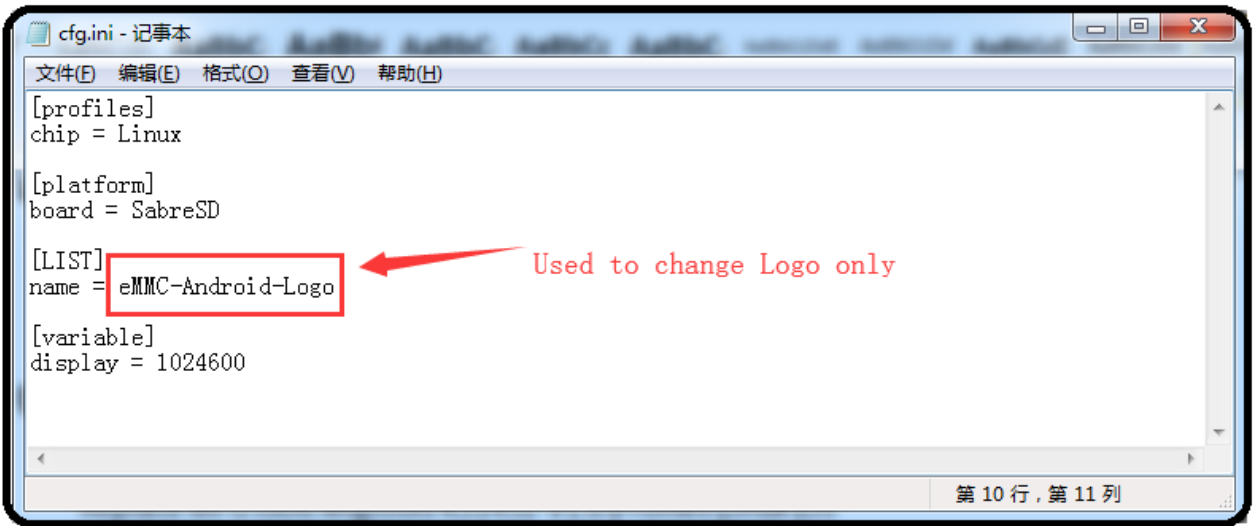 cfg.ini - 记事本
文件(F) 编辑(E) 格式(O) 查看(V) 帮助(H)
[profiles]
chip = Linux
[platform]
board = SabreSD
[LIST]
name = eMMC-Android-Logo
Used to change Logo only
[variable]
display = 1024600
第 10 行，第 11 列